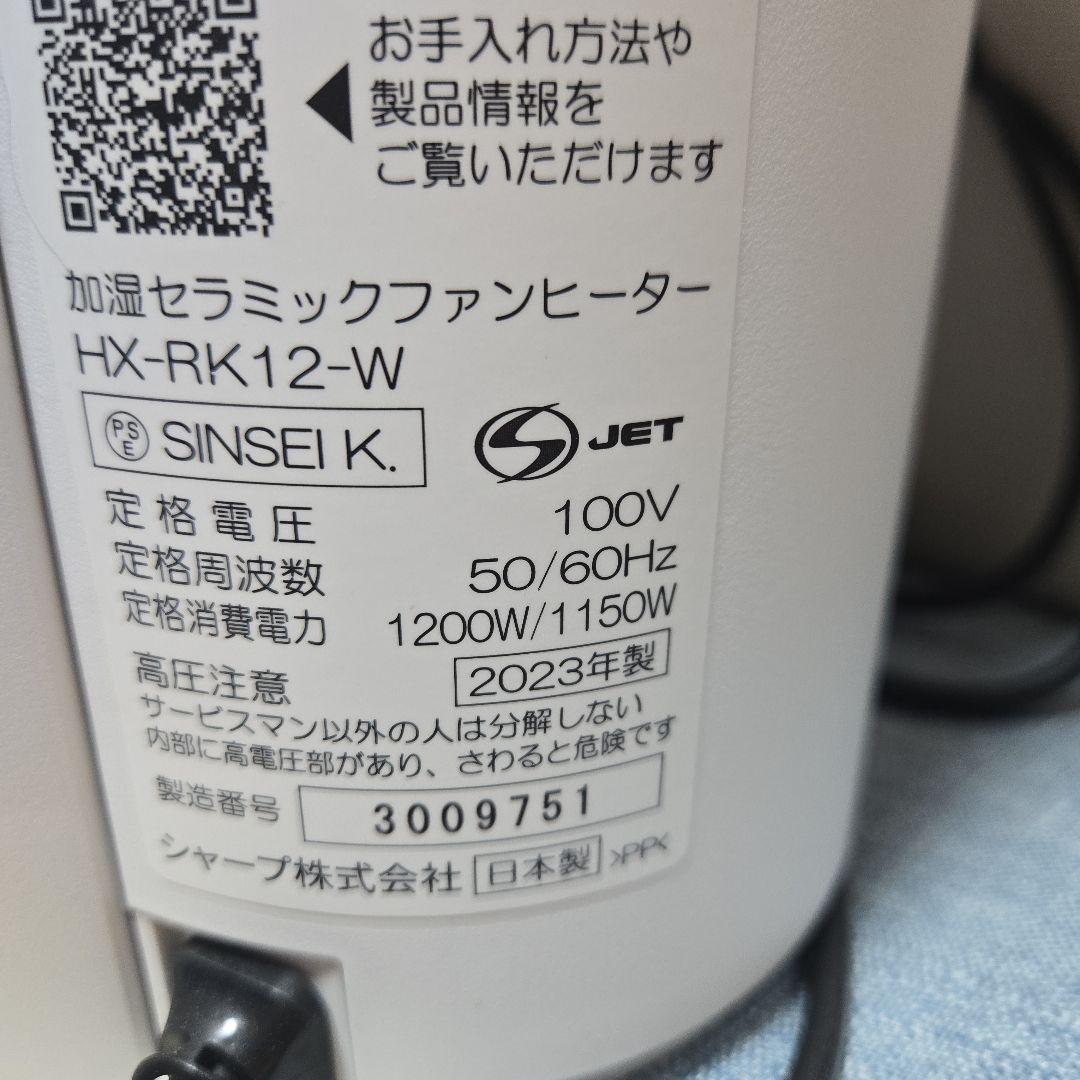 お手入れ方法や
製品情報を
ご覧いただけます
加湿セラミックファンヒーター
HX-RK12-W
PSE SINSEI K.
S JET
定格電圧 100V
定格周波数 50/60Hz
定格消費電力 1200W/1150W
高圧注意 2023年製
サービスマン以外の人は分解しない
内部に高電圧部があり、さわると危険です
製造番号 3009751
シャープ株式会社 日本製 >PP<